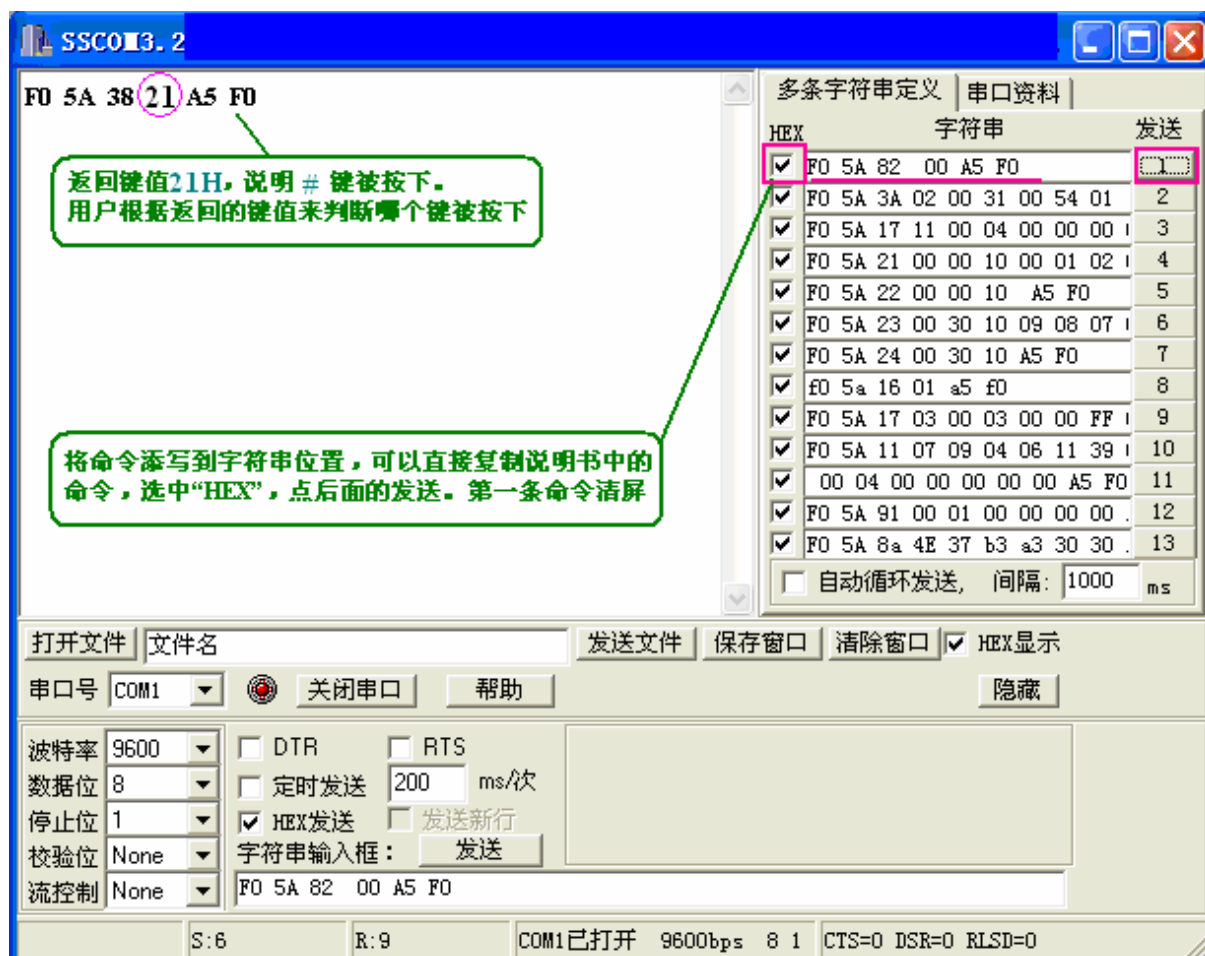 SSCOM3.2
F0 5A 38 21 A5 F0
返回键值21H，说明 # 键被按下。
用户根据返回的键值来判断哪个键被按下
将命令添写到字符串位置，可以直接复制说明书中的
命令，选中“HEX”，点后面的发送。第一条命令清屏
多条字符串定义 串口资料
HEX 字符串 发送
F0 5A 82 00 A5 F0 1
F0 5A 3A 02 00 31 00 54 01 2
F0 5A 17 11 00 04 00 00 00 3
F0 5A 21 00 00 10 00 01 02 4
F0 5A 22 00 00 10 A5 F0 5
F0 5A 23 00 30 10 09 08 07 6
F0 5A 24 00 30 10 A5 F0 7
f0 5a 16 01 a5 f0 8
F0 5A 17 03 00 03 00 00 FF 9
F0 5A 11 07 09 04 06 11 39 10
00 04 00 00 00 00 00 A5 F0 11
F0 5A 91 00 01 00 00 00 00 . 12
F0 5A 8a 4E 37 b3 a3 30 30 . 13
自动循环发送, 间隔: 1000 ms
打开文件 文件名 发送文件 保存窗口 清除窗口 HEX显示
串口号 COM1 关闭串口 帮助 隐藏
波特率 9600 DTR RTS
数据位 8 定时发送 200 ms/次
停止位 1 HEX发送 发送新行
校验位 None 字符串输入框： 发送
流控制 None F0 5A 82 00 A5 F0
S:6 R:9 COM1已打开 9600bps 8 1 CTS=0 DSR=0 RLSD=0